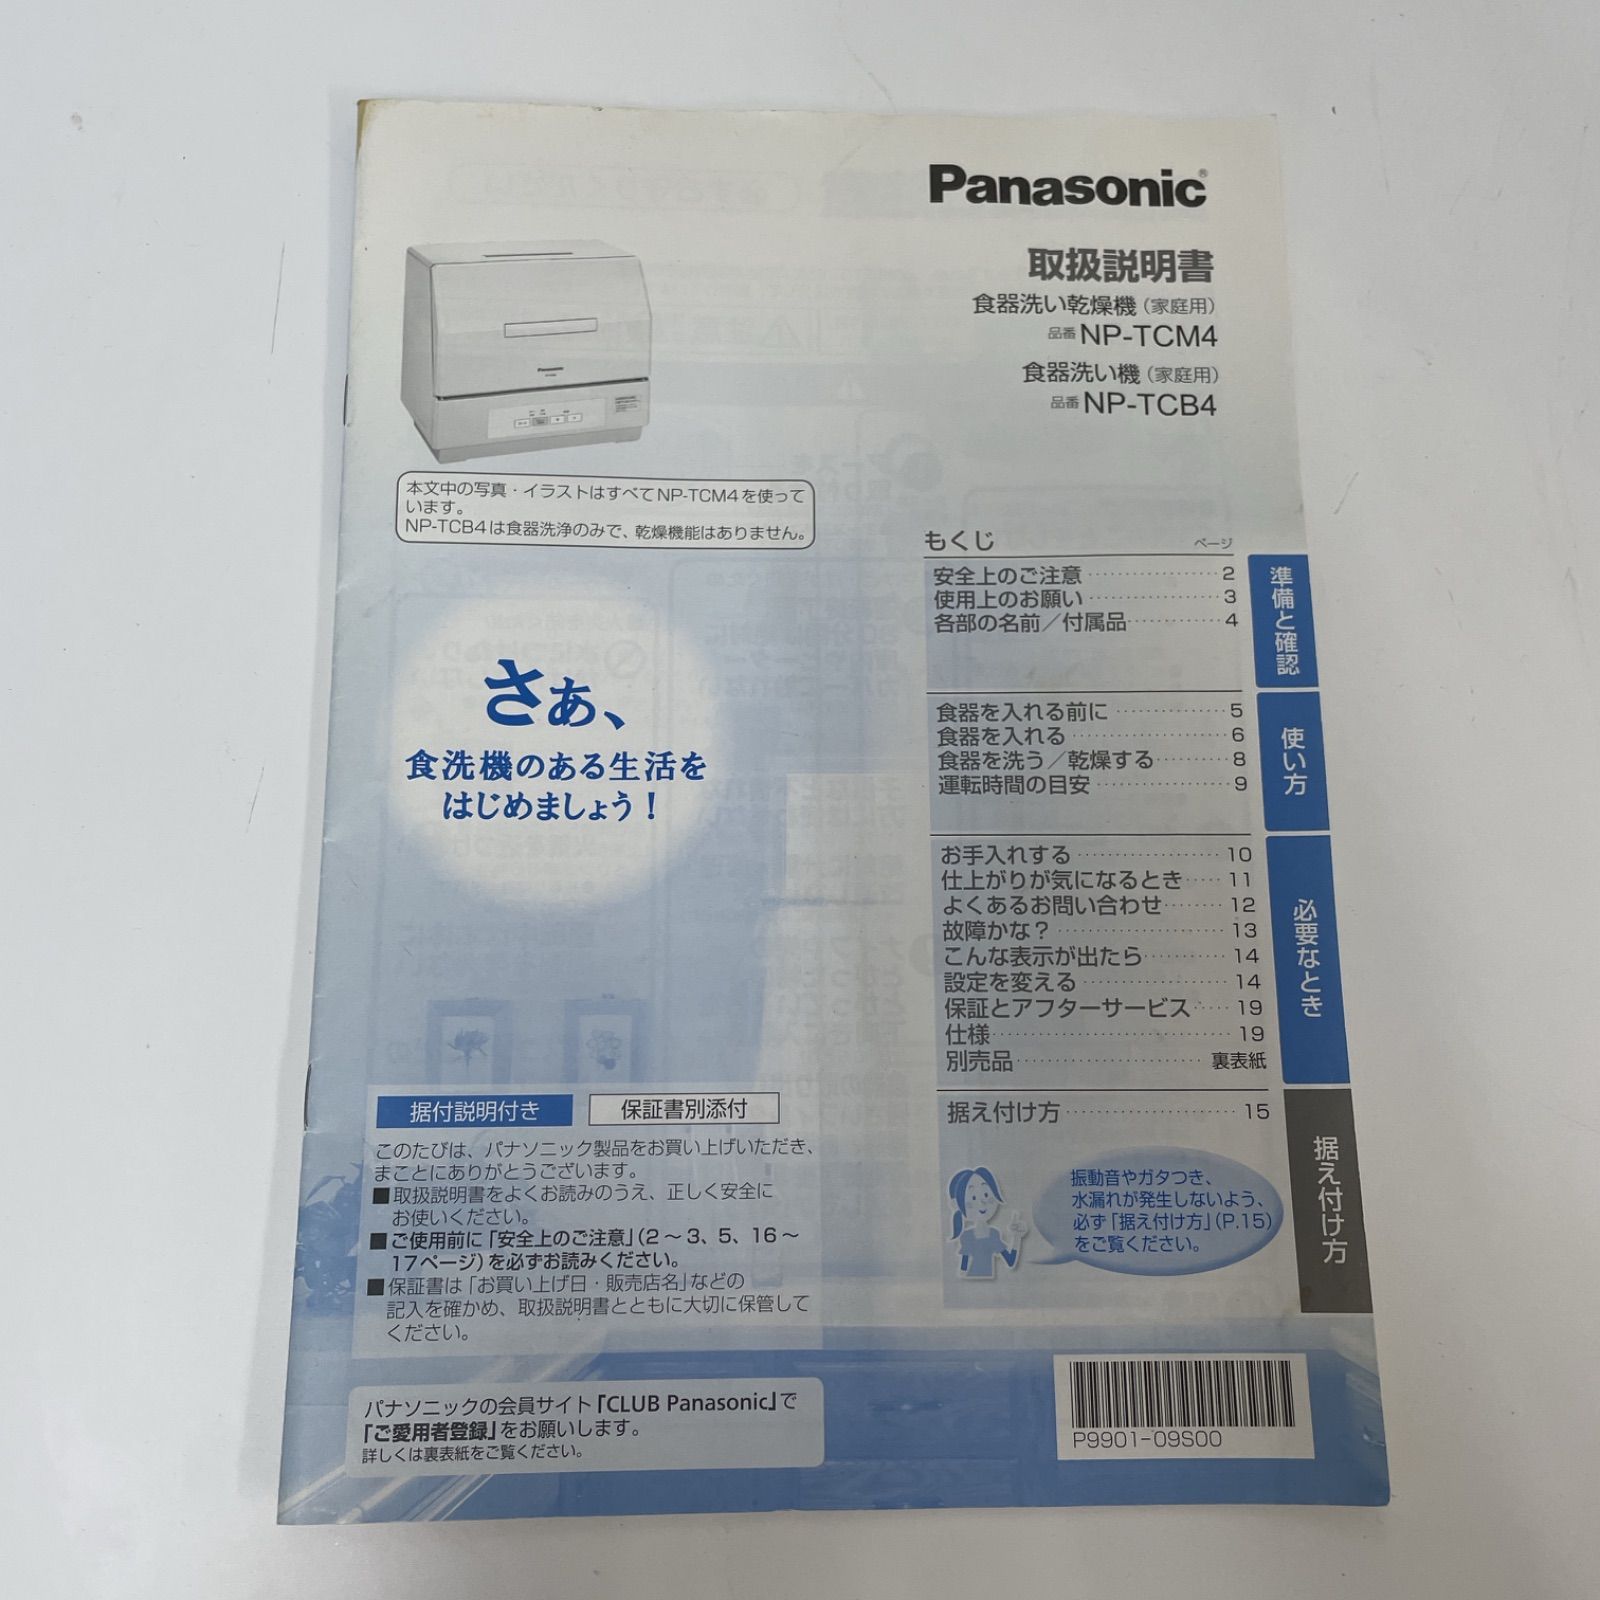 Panasonic®
取扱説明書
食器洗い乾燥機（家庭用）
品番 NP-TCM4
食器洗い機（家庭用）
品番 NP-TCB4
Panasonic
本文中の写真・イラストはすべてNP-TCM4を使って
います。
NP-TCB4は食器洗浄のみで、乾燥機能はありません。
さあ、
食洗機のある生活を
はじめましょう！
もくじ ページ
安全上のご注意 2
使用上のお願い 3
各部の名前／付属品 4
準備と確認
食器を入れる前に 5
食器を入れる 6
食器を洗う／乾燥する 8
運転時間の目安 9
使い方
お手入れする 10
仕上がりが気になるとき 11
よくあるお問い合わせ 12
故障かな？ 13
こんな表示が出たら 14
設定を変える 14
保証とアフターサービス 19
仕様 19
別売品 裏表紙
必要なとき
据え付け方 15
据え付け方
振動音やガタつき、
水漏れが発生しないよう、
必ず「据え付け方」（P.15）
をご覧ください。
据付説明付き 保証書別添付
このたびは、パナソニック製品をお買い上げいただき、
まことにありがとうございます。
■取扱説明書をよくお読みのうえ、正しく安全に
お使いください。
■ご使用前に「安全上のご注意」（2～3、5、16～
17ページ）を必ずお読みください。
■保証書は「お買い上げ日・販売店名」などの
記入を確かめ、取扱説明書とともに大切に保管して
ください。
パナソニックの会員サイト「CLUB Panasonic」で
「ご愛用者登録」をお願いします。
詳しくは裏表紙をご覧ください。
P9901-09S00